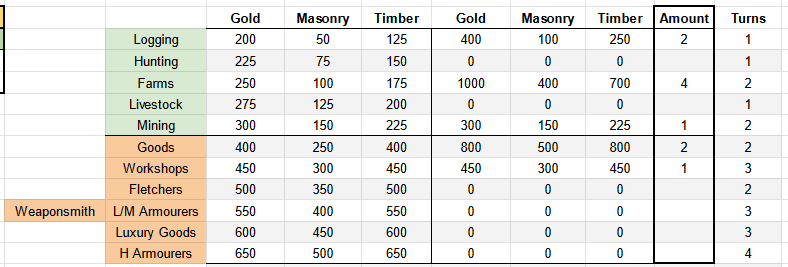 Gold Masonry Timber Gold Masonry Timber Amount Turns
Logging 200 50 125 400 100 250 2 1
Hunting 225 75 150 0 0 0 1
Farms 250 100 175 1000 400 700 4 2
Livestock 275 125 200 0 0 0 1
Mining 300 150 225 300 150 225 1 2
Goods 400 250 400 800 500 800 2 2
Workshops 450 300 450 450 300 450 1 3
Fletchers 500 350 500 0 0 0 2
Weaponsmith L/M Armourers 550 400 550 0 0 0 3
Luxury Goods 600 450 600 0 0 0 3
H Armourers 650 500 650 0 0 0 4